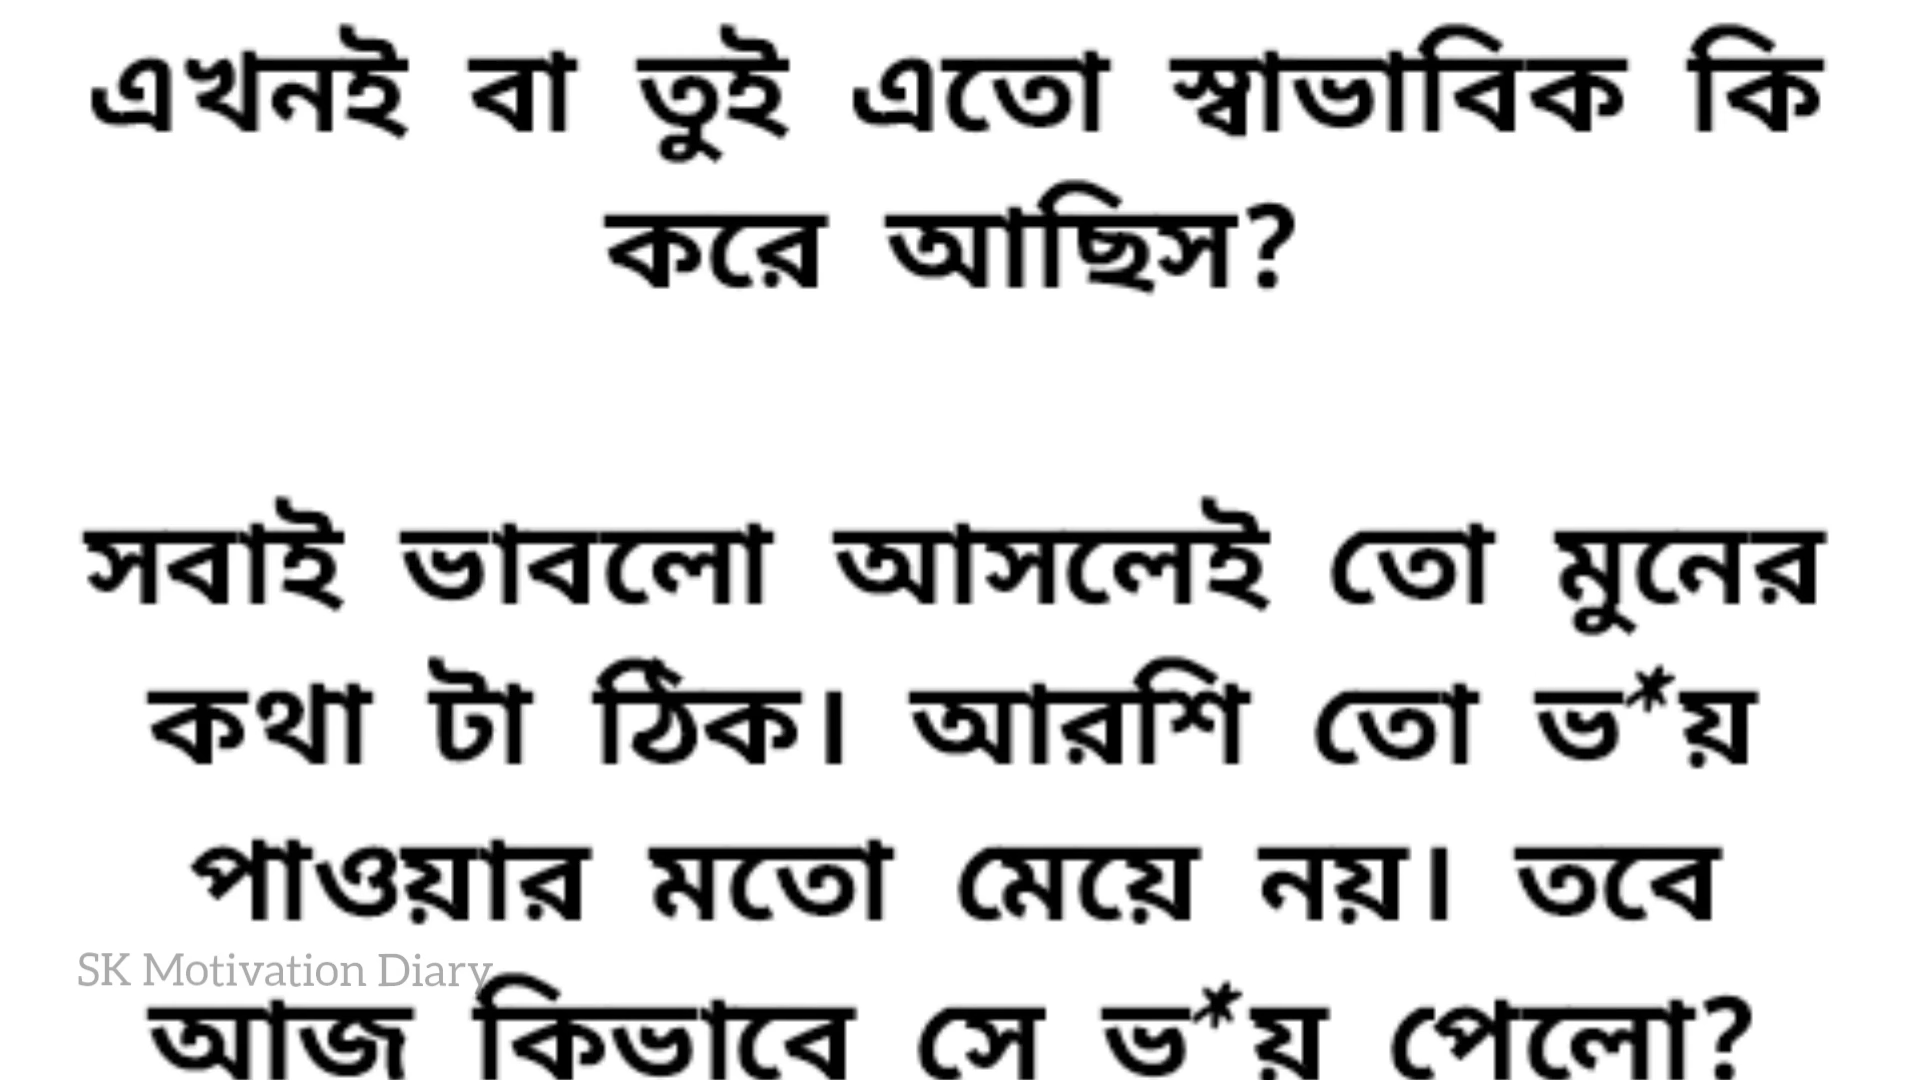 এখনই বা তুই এতো স্বাভাবিক কি
করে আছিস?
সবাই ভাবলো আসলেই তো মুনের
কথা টা ঠিক। আরশি তো ভ*য়
পাওয়ার মতো মেয়ে নয়। তবে
SK Motivation Diary
আজ কিভাবে সে ভ*য় পেলো?